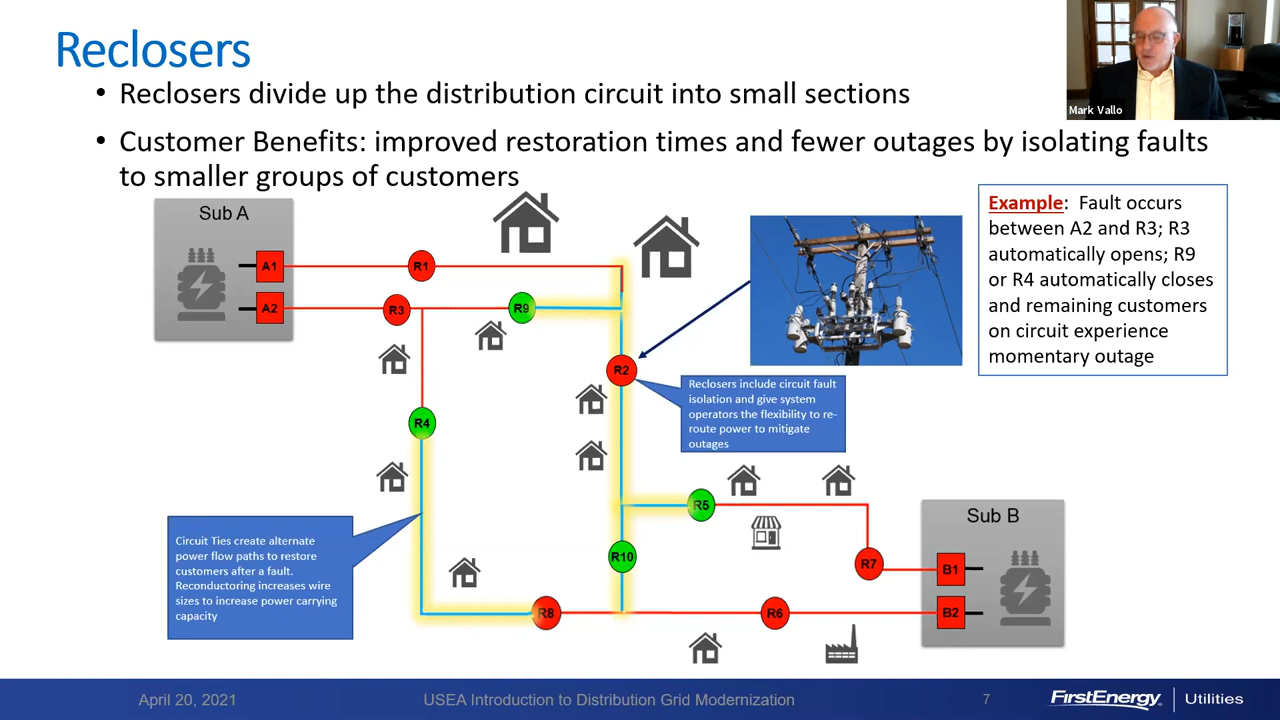 Reclosers
• Reclosers divide up the distribution circuit into small sections
• Customer Benefits: improved restoration times and fewer outages by isolating faults
to smaller groups of customers
Mark Vallo
Example: Fault occurs
between A2 and R3; R3
automatically opens; R9
or R4 automatically closes
and remaining customers
on circuit experience
momentary outage
Sub A
A1
R1
A2
R3
R9
R2
Reclosers include circuit fault
isolation and give system
operators the flexibility to re-
route power to mitigate
outages
R4
R5
Sub B
Circuit Ties create alternate
power flow paths to restore
customers after a fault.
Reconductoring increases wire
sizes to increase power carrying
capacity
R10
R7
B1
R8
R6
B2
April 20, 2021
USEA Introduction to Distribution Grid Modernization
7
FirstEnergy | Utilities